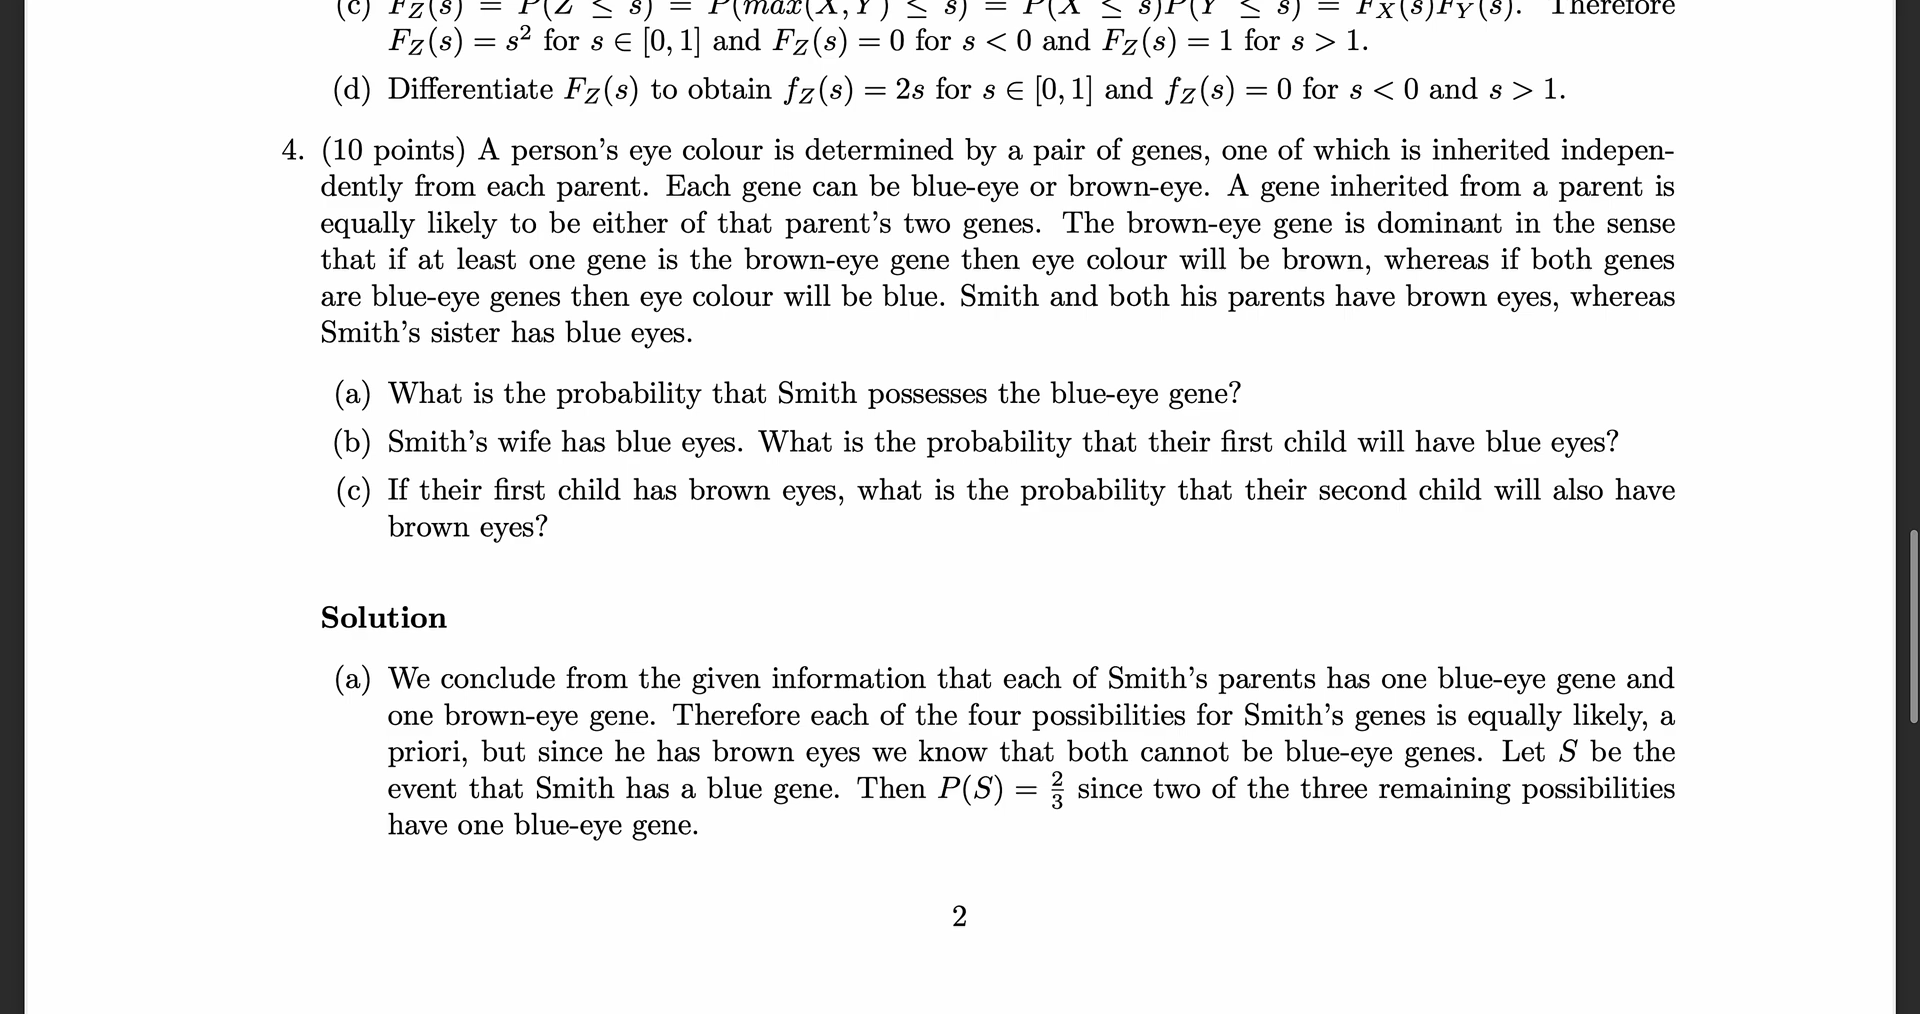 (c) F_Z(s) = P(Z ≤ s) = P(max(X, Y) ≤ s) = P(X ≤ s)P(Y ≤ s) = F_X(s)F_Y(s). Therefore
F_Z(s) = s² for s ∈ [0, 1] and F_Z(s) = 0 for s < 0 and F_Z(s) = 1 for s > 1.
(d) Differentiate F_Z(s) to obtain f_Z(s) = 2s for s ∈ [0, 1] and f_Z(s) = 0 for s < 0 and s > 1.
4. (10 points) A person's eye colour is determined by a pair of genes, one of which is inherited indepen-
dently from each parent. Each gene can be blue-eye or brown-eye. A gene inherited from a parent is
equally likely to be either of that parent's two genes. The brown-eye gene is dominant in the sense
that if at least one gene is the brown-eye gene then eye colour will be brown, whereas if both genes
are blue-eye genes then eye colour will be blue. Smith and both his parents have brown eyes, whereas
Smith's sister has blue eyes.
(a) What is the probability that Smith possesses the blue-eye gene?
(b) Smith's wife has blue eyes. What is the probability that their first child will have blue eyes?
(c) If their first child has brown eyes, what is the probability that their second child will also have
brown eyes?
Solution
(a) We conclude from the given information that each of Smith's parents has one blue-eye gene and
one brown-eye gene. Therefore each of the four possibilities for Smith's genes is equally likely, a
priori, but since he has brown eyes we know that both cannot be blue-eye genes. Let S be the
event that Smith has a blue gene. Then P(S) = 2/3 since two of the three remaining possibilities
have one blue-eye gene.
2